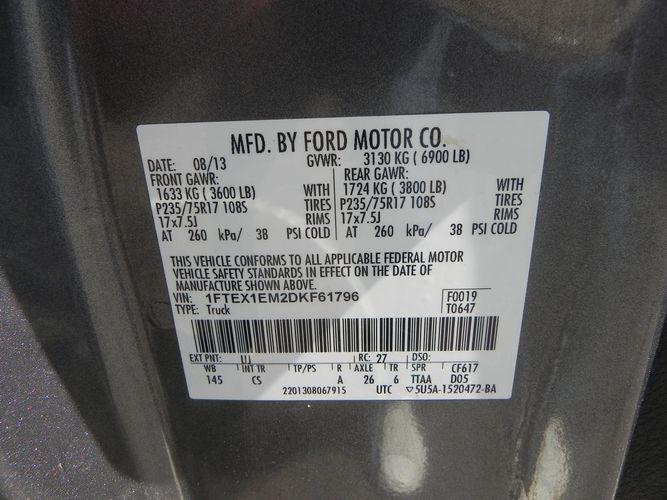 MFD. BY FORD MOTOR CO.
DATE: 08/13 GVWR: 3130 KG ( 6900 LB)
FRONT GAWR: REAR GAWR:
1633 KG ( 3600 LB) WITH 1724 KG ( 3800 LB) WITH
P235/75R17 108S TIRES P235/75R17 108S TIRES
17x7.5J RIMS 17x7.5J RIMS
AT 260 kPa/ 38 PSI COLD AT 260 kPa/ 38 PSI COLD
THIS VEHICLE CONFORMS TO ALL APPLICABLE FEDERAL MOTOR
VEHICLE SAFETY STANDARDS IN EFFECT ON THE DATE OF
MANUFACTURE SHOWN ABOVE.
VIN: 1FTEX1EM2DKF61796 F0019
TYPE: Truck T0647
EXT PNT: UJ RC: 27 DSO:
WB INT TR TP/PS R AXLE TR SPR CF617
145 CS A 26 6 TTAA D05
2201308067915 UTC ▽5U5A-1520472-BA